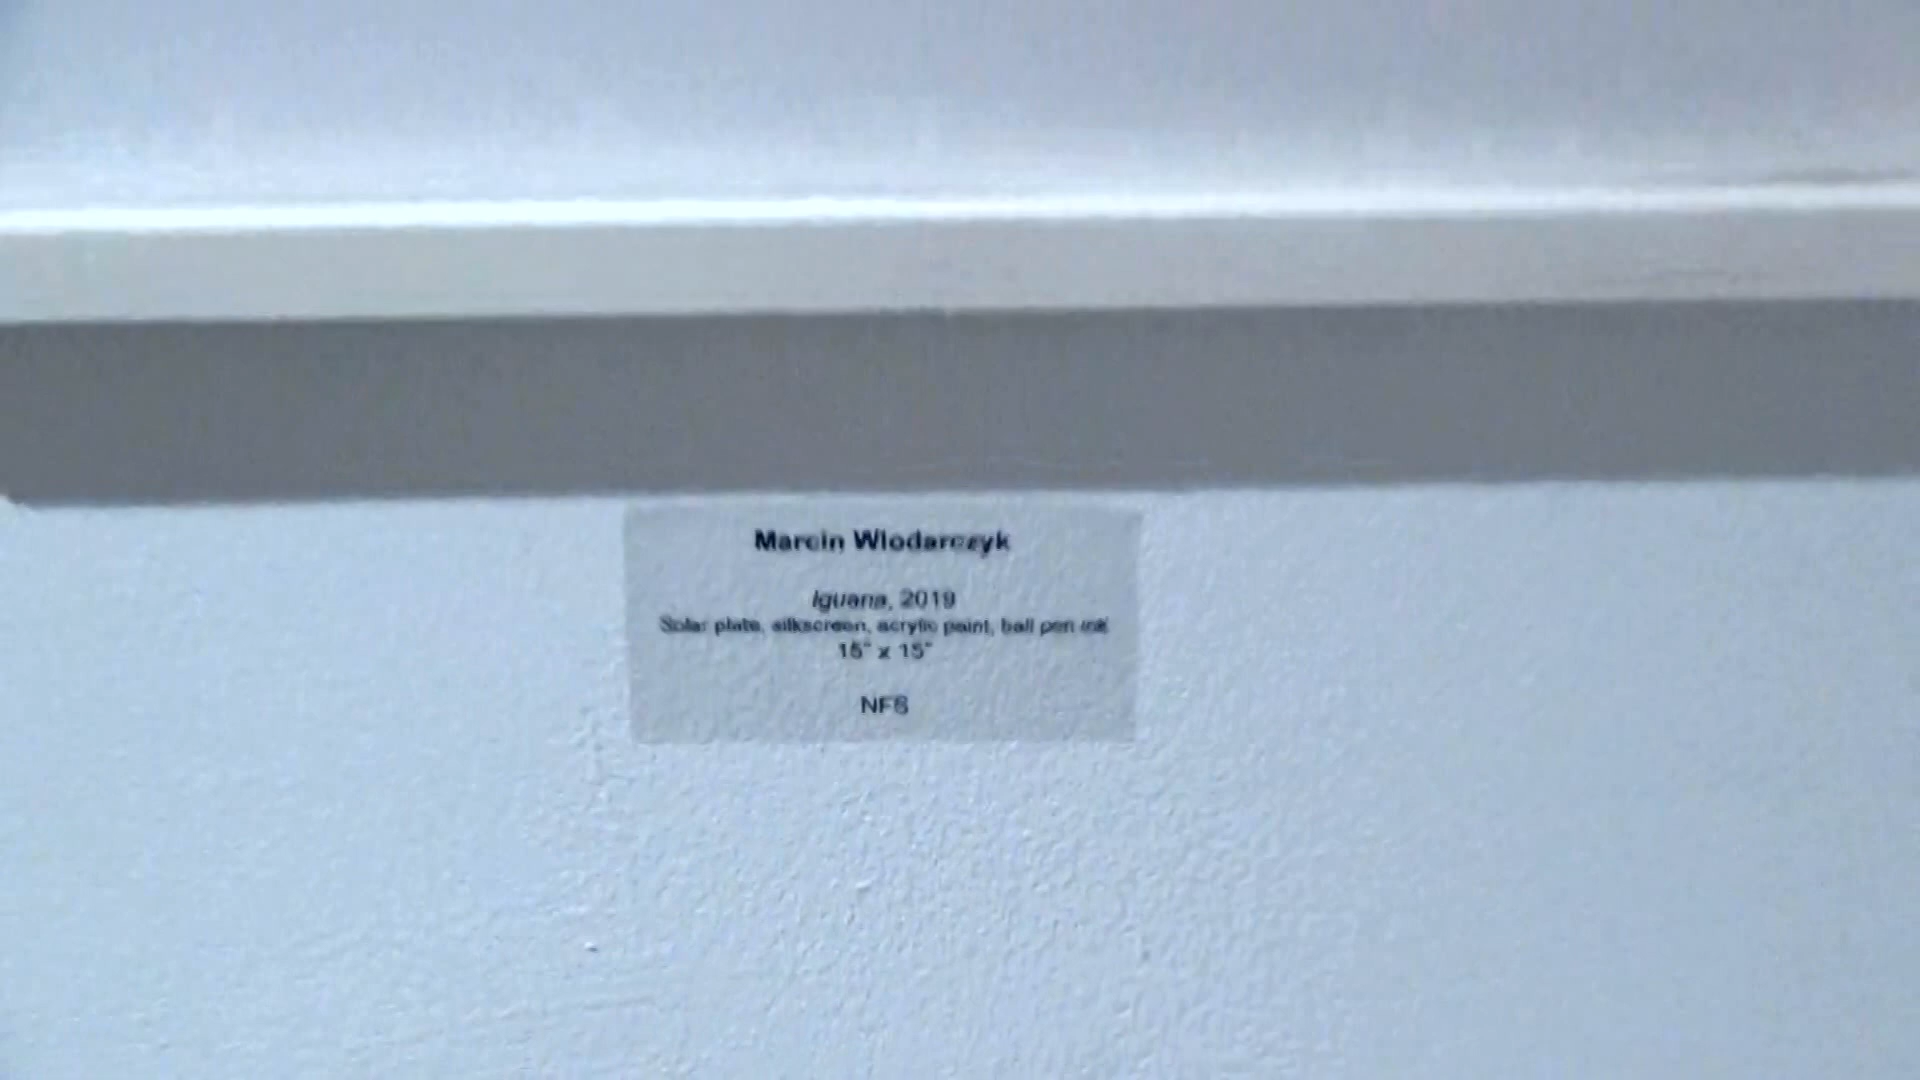 Marcin Wlodarczyk
Iguana, 2019
Solar plate, silkscreen, acrylic paint, ball pen ink
15" x 15"
NFS